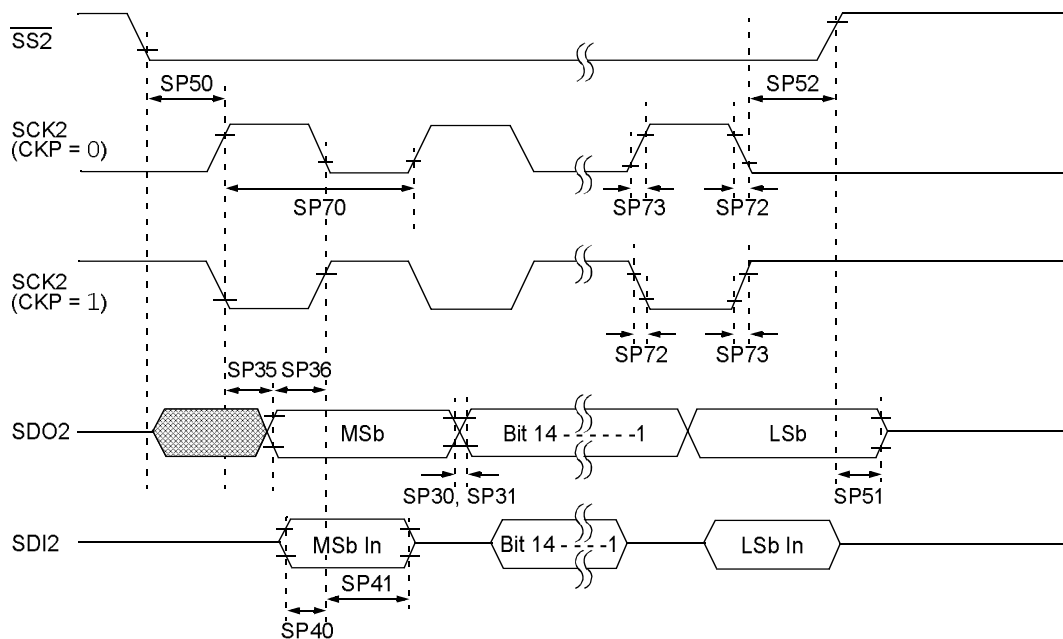 SS2
SP50
SP52
SCK2
(CKP = 0)
SP70
SP73
SP72
SCK2
(CKP = 1)
SP72
SP73
SP35
SP36
SDO2
MSb
Bit 14 - - - - - -1
LSb
SP30, SP31
SP51
SDI2
MSb In
Bit 14 - - - -1
LSb In
SP41
SP40